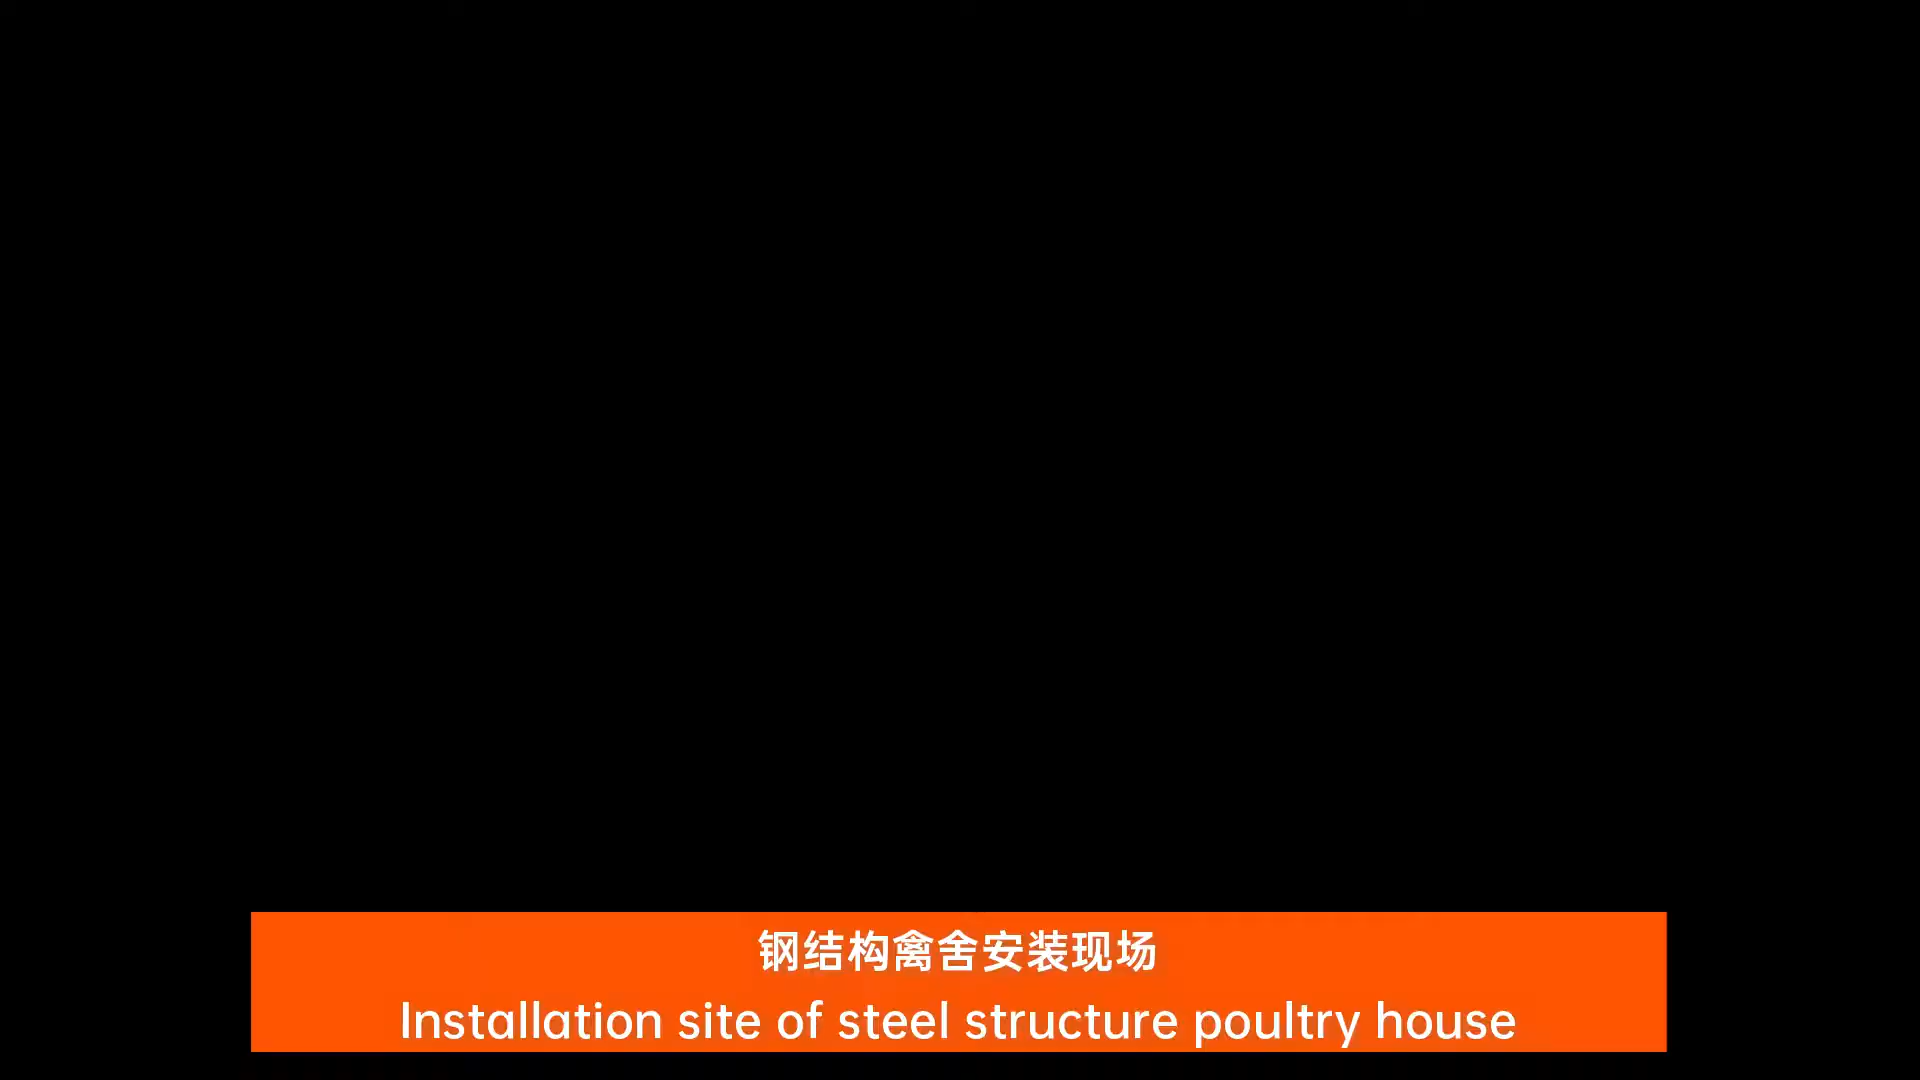 钢结构禽舍安装现场
Installation site of steel structure poultry house